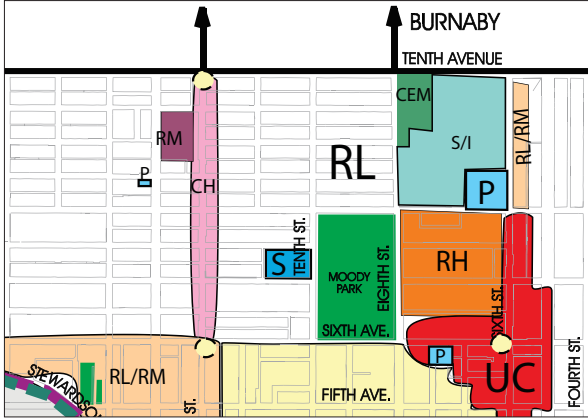 BURNABY
TENTH AVENUE
CEM
RM
S/I
RL/RM
P
RL
CH
P
TENTH ST.
S
RH
MOODY
PARK
EIGHTH ST.
SIXTH AVE.
SIXTH ST.
P
UC
RL/RM
FIFTH AVE.
FOURTH ST.
ST.